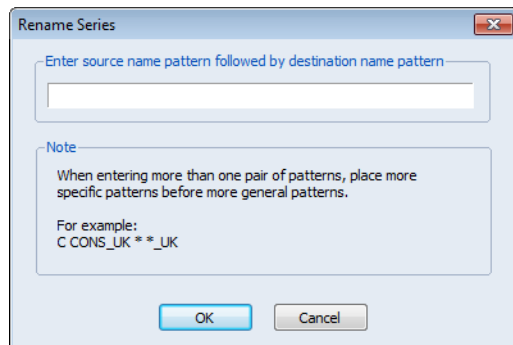 Rename Series
Enter source name pattern followed by destination name pattern
Note
When entering more than one pair of patterns, place more
specific patterns before more general patterns.
For example:
C CONS_UK * *_UK
OK
Cancel